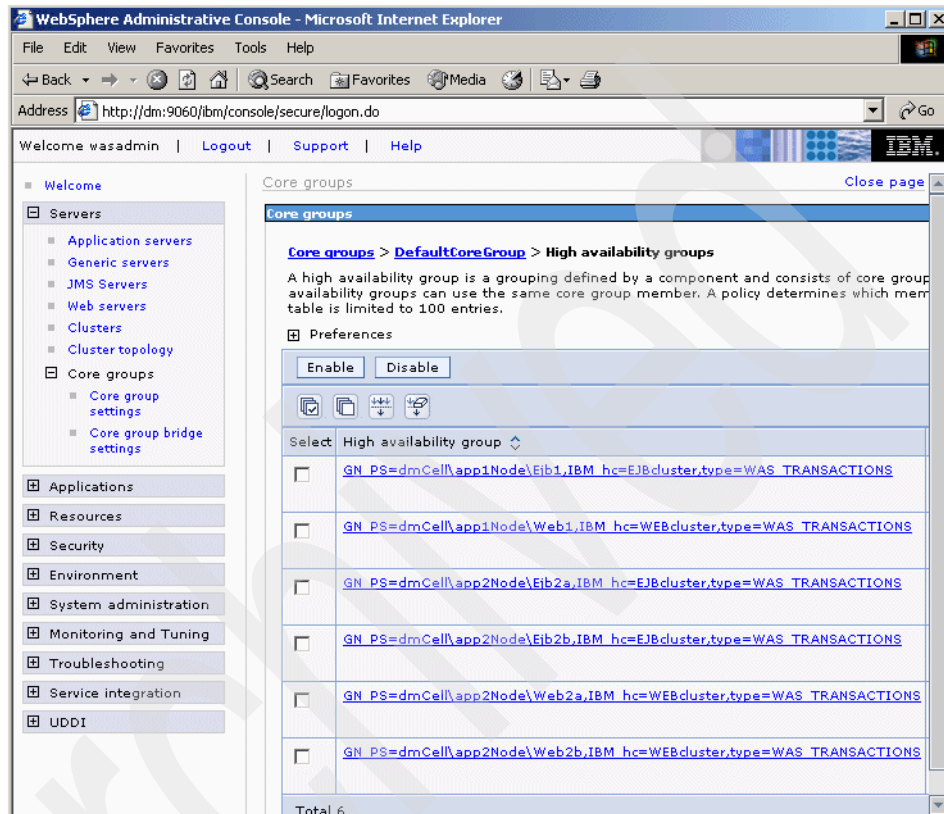 WebSphere Administrative Console - Microsoft Internet Explorer
File Edit View Favorites Tools Help
Back Search Favorites Media
Address http://dm:9060/ibm/console/secure/logon.do Go
Welcome wasadmin | Logout | Support | Help IBM.
Welcome
Servers
Application servers
Generic servers
JMS Servers
Web servers
Clusters
Cluster topology
Core groups
Core group
settings
Core group bridge
settings
Applications
Resources
Security
Environment
System administration
Monitoring and Tuning
Troubleshooting
Service integration
UDDI
Core groups Close page
Core groups
Core groups > DefaultCoreGroup > High availability groups
A high availability group is a grouping defined by a component and consists of core group
availability groups can use the same core group member. A policy determines which mem
table is limited to 100 entries.
Preferences
Enable Disable
Select High availability group
GN_PS=dmCell\app1Node\Ejb1,IBM_hc=EJBcluster,type=WAS_TRANSACTIONS
GN_PS=dmCell\app1Node\Web1,IBM_hc=WEBcluster,type=WAS_TRANSACTIONS
GN_PS=dmCell\app2Node\Ejb2a,IBM_hc=EJBcluster,type=WAS_TRANSACTIONS
GN_PS=dmCell\app2Node\Ejb2b,IBM_hc=EJBcluster,type=WAS_TRANSACTIONS
GN_PS=dmCell\app2Node\Web2a,IBM_hc=WEBcluster,type=WAS_TRANSACTIONS
GN_PS=dmCell\app2Node\Web2b,IBM_hc=WEBcluster,type=WAS_TRANSACTIONS
Total 6